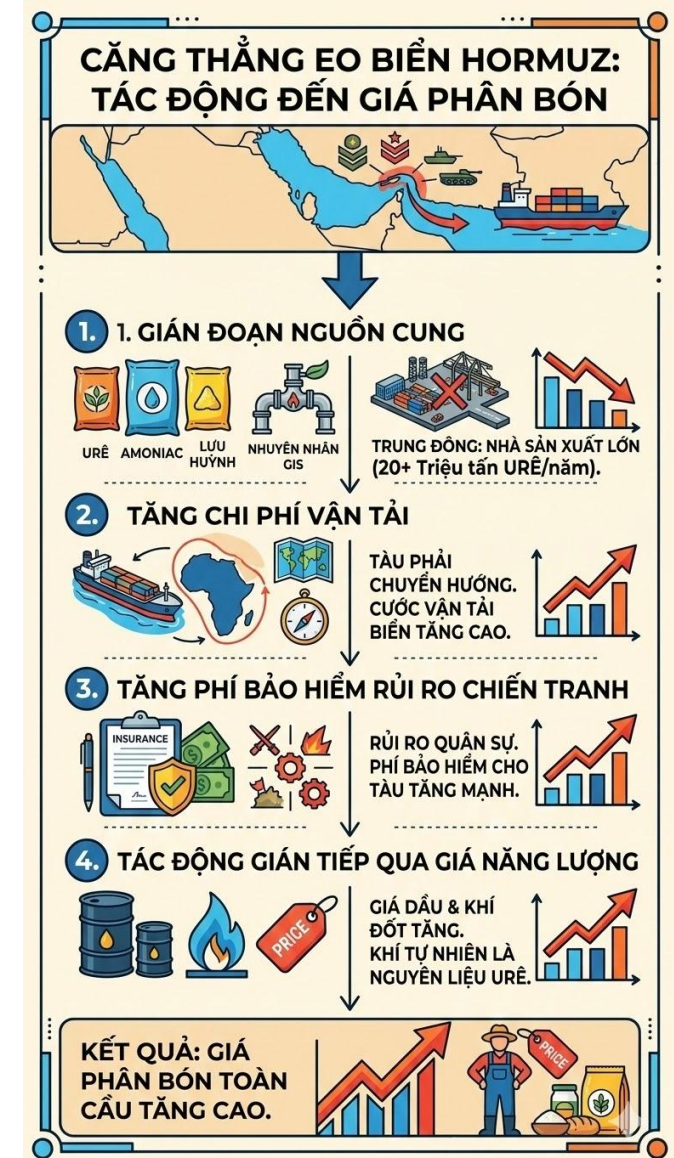 CĂNG THẲNG EO BIỂN HORMUZ:
TÁC ĐỘNG ĐẾN GIÁ PHÂN BÓN
1. 1. GIÁN ĐOẠN NGUỒN CUNG
URÊ
AMONIAC
LƯU
HUỲNH
NHUYÊN NHÂN
GIS
TRUNG ĐÔNG: NHÀ SẢN XUẤT LỚN
(20+ Triệu tấn URÊ/năm).
2. TĂNG CHI PHÍ VẬN TẢI
TÀU PHẢI
CHUYỂN HƯỚNG.
CƯỚC VẬN TẢI
BIỂN TĂNG CAO.
3. TĂNG PHÍ BẢO HIỂM RỦI RO CHIẾN TRANH
INSURANCE
RỦI RO QUÂN SỰ.
PHÍ BẢO HIỂM CHO
TÀU TĂNG MẠNH.
4. TÁC ĐỘNG GIÁN TIẾP QUA GIÁ NĂNG LƯỢNG
PRICE
GIÁ DẦU & KHÍ
ĐỐT TĂNG.
KHÍ TỰ NHIÊN LÀ
NGUYÊN LIỆU URÊ.
KẾT QUẢ: GIÁ
PHÂN BÓN TOÀN
CẦU TĂNG CAO.
PRICE